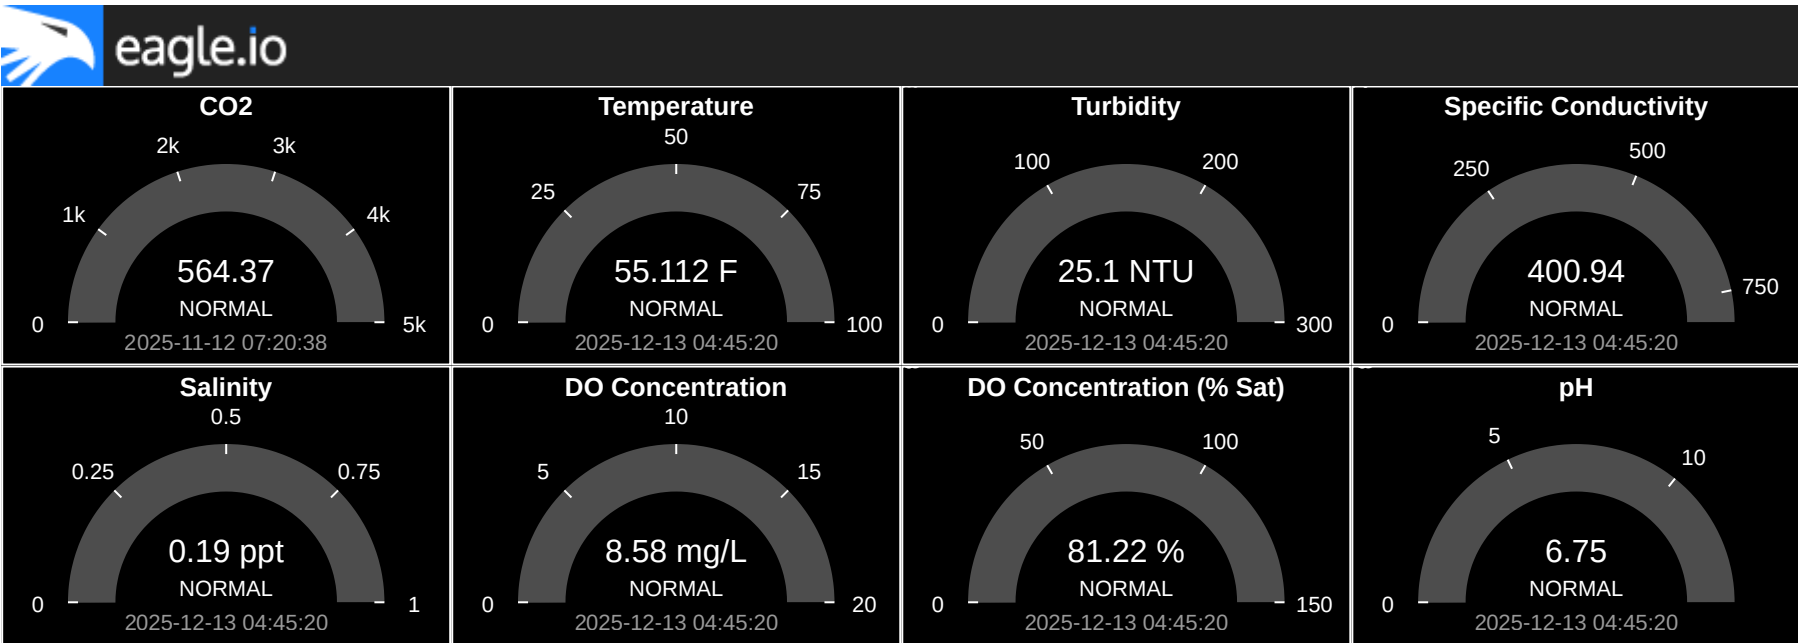 eagle.io
CO2
2k
3k
1k
4k
564.37
NORMAL
0
5k
2025-11-12 07:20:38
Temperature
50
25
75
55.112 F
NORMAL
0
100
2025-12-13 04:45:20
Turbidity
100
200
25.1 NTU
NORMAL
0
300
2025-12-13 04:45:20
Specific Conductivity
500
250
750
400.94
NORMAL
0
2025-12-13 04:45:20
Salinity
0.5
0.25
0.75
0.19 ppt
NORMAL
0
1
2025-12-13 04:45:20
DO Concentration
10
5
15
8.58 mg/L
NORMAL
0
20
2025-12-13 04:45:20
DO Concentration (% Sat)
50
100
81.22 %
NORMAL
0
150
2025-12-13 04:45:20
pH
5
10
6.75
NORMAL
0
2025-12-13 04:45:20